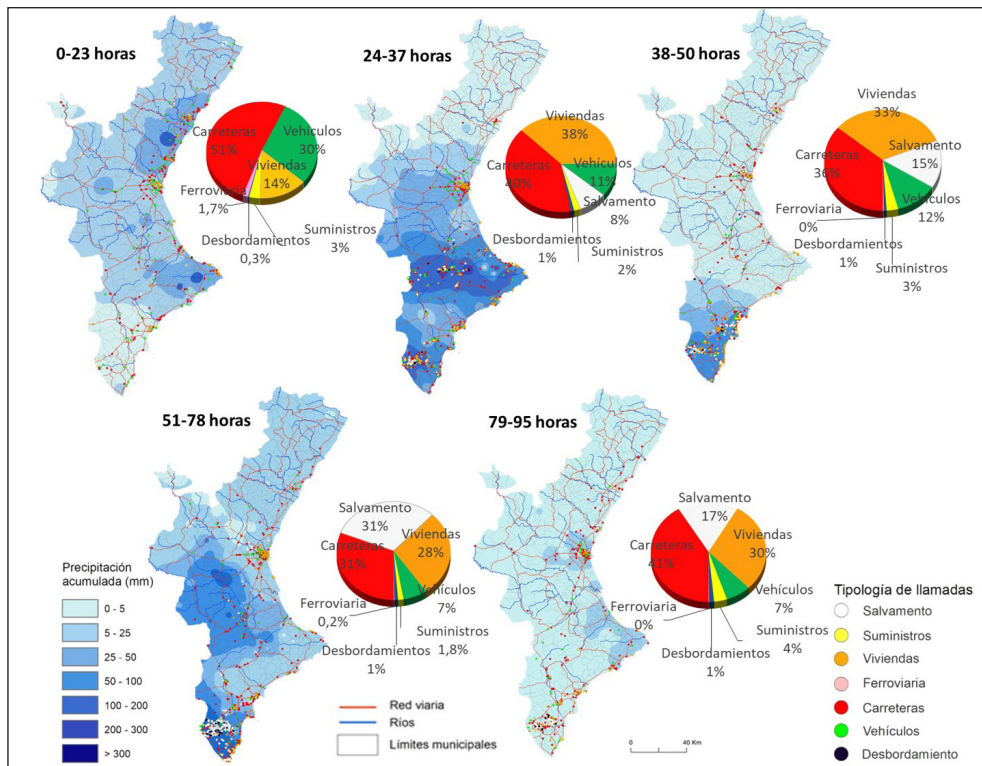 0-23 horas
Carreteras
51%
Vehículos
30%
Viviendas
14%
Ferroviaria
1,7%
Desbordamientos
0,3%
Suministros
3%
24-37 horas
Viviendas
38%
Carreteras
40%
Vehículos
11%
Salvamento
8%
Desbordamientos
1%
Suministros
2%
38-50 horas
Viviendas
33%
Salvamento
15%
Carreteras
36%
Vehículos
12%
Ferroviaria
0%
Desbordamientos
1%
Suministros
3%
51-78 horas
Salvamento
31%
Viviendas
28%
Carreteras
31%
Vehículos
7%
Ferroviaria
0,2%
Suministros
1,8%
Desbordamientos
1%
79-95 horas
Salvamento
17%
Carreteras
41%
Viviendas
30%
Vehículos
7%
Ferroviaria
0%
Suministros
4%
Desbordamientos
1%
Precipitación
acumulada (mm)
0 - 5
5 - 25
25 - 50
50 - 100
100 - 200
200 - 300
> 300
Red viaria
Ríos
Límites municipales
0
40 Km
Tipología de llamadas
Salvamento
Suministros
Viviendas
Ferroviaria
Carreteras
Vehículos
Desbordamiento